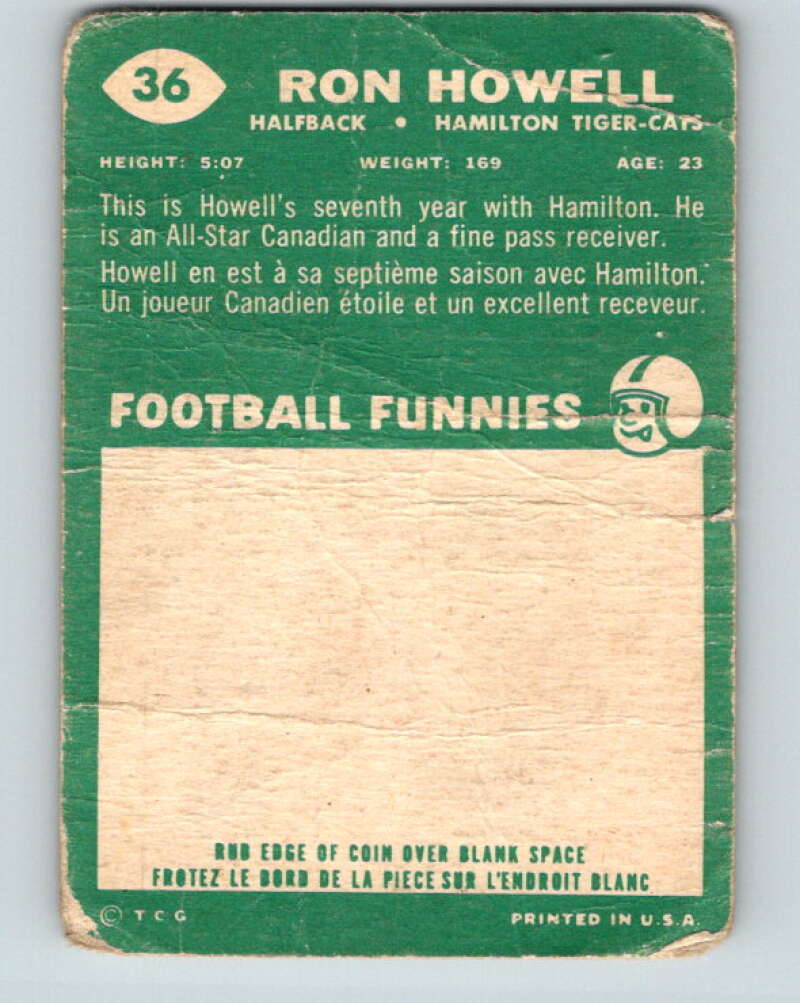 36
RON HOWELL
HALFBACK • HAMILTON TIGER-CATS
HEIGHT: 5:07 WEIGHT: 169 AGE: 23
This is Howell's seventh year with Hamilton. He
is an All-Star Canadian and a fine pass receiver.
Howell en est à sa septième saison avec Hamilton.
Un joueur Canadien étoile et un excellent receveur.
FOOTBALL FUNNIES
RUB EDGE OF COIN OVER BLANK SPACE
FROTEZ LE BORD DE LA PIECE SUR L'ENDROIT BLANC
© T C G PRINTED IN U.S.A.